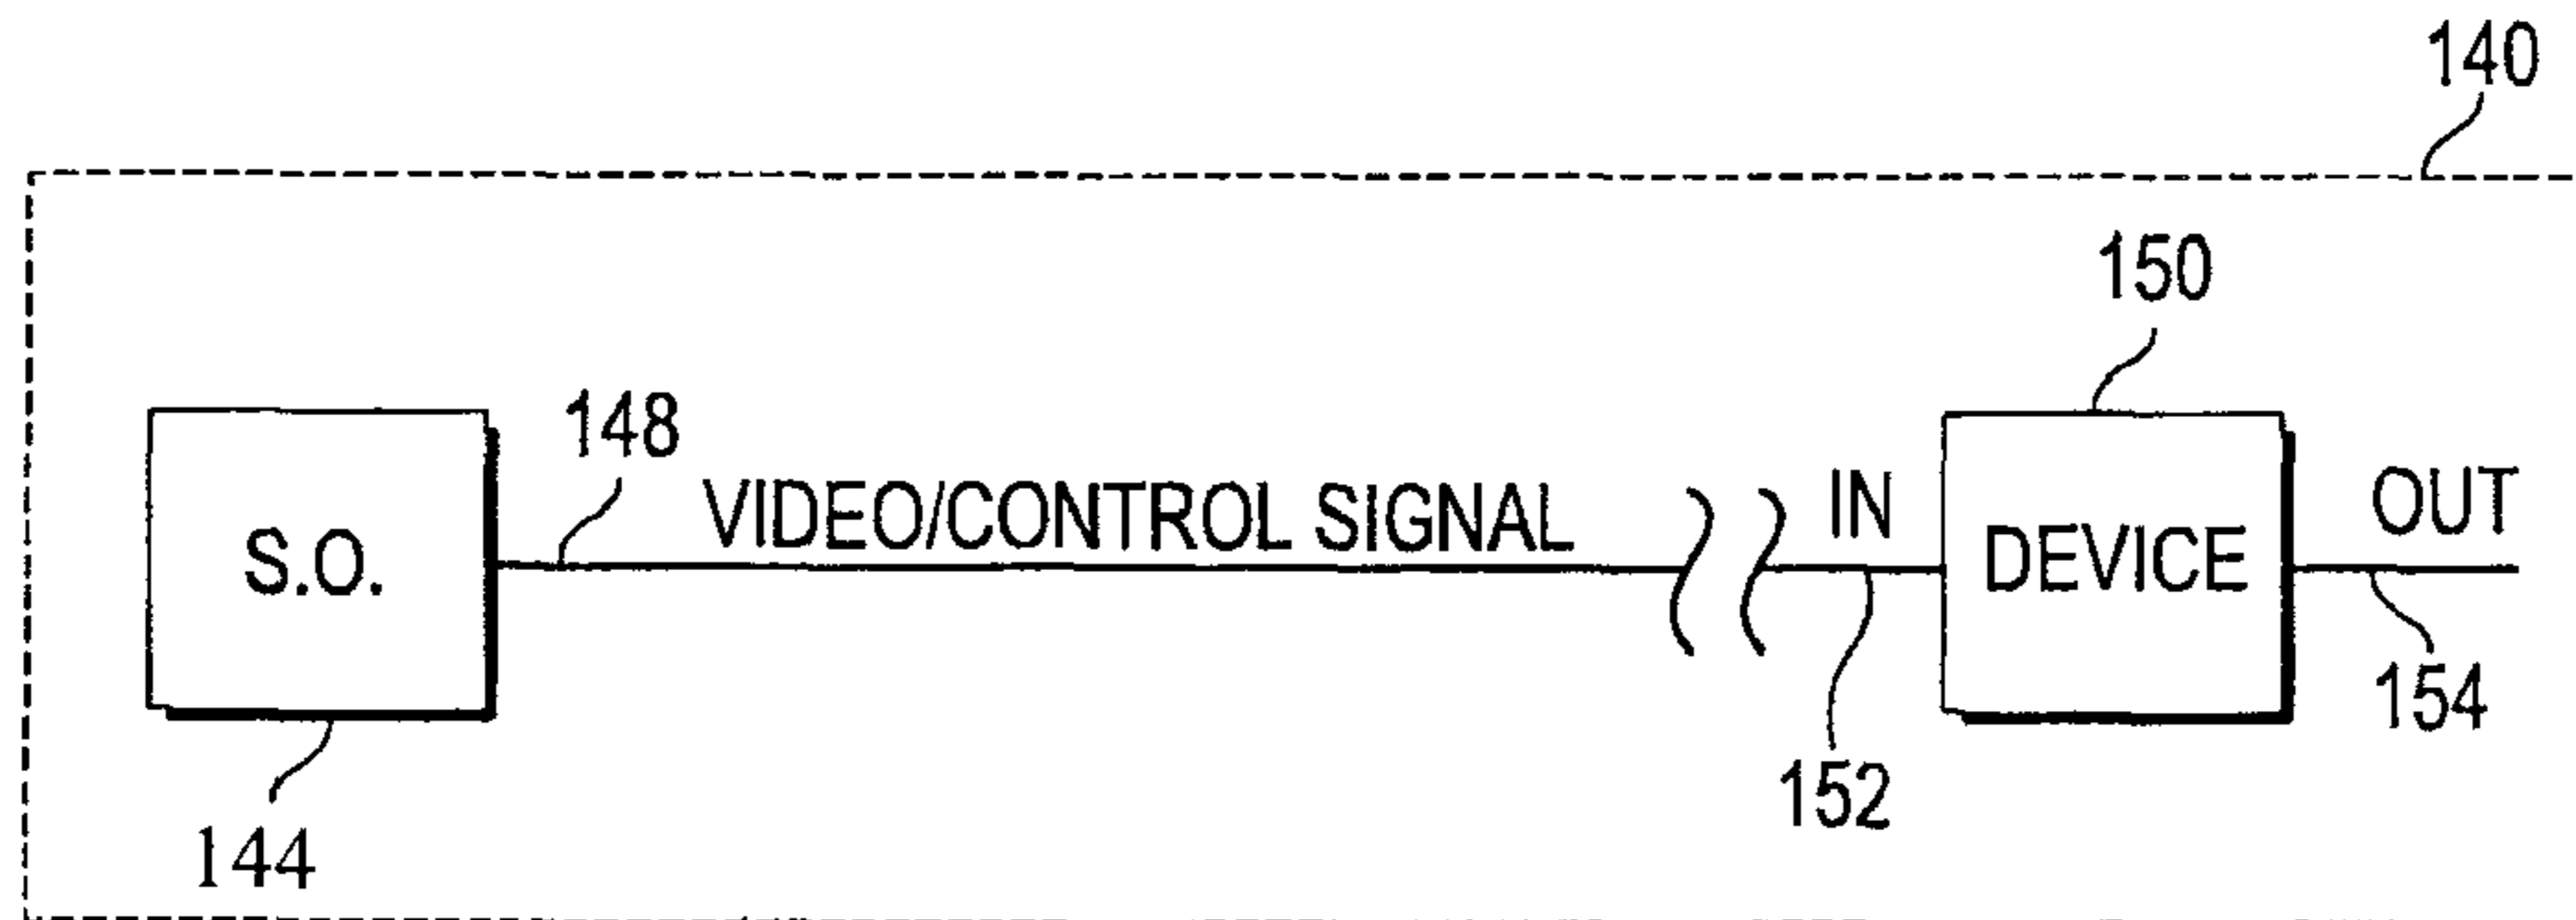 140
150
148
VIDEO/CONTROL SIGNAL
IN
OUT
S.O.
DEVICE
154
152
144